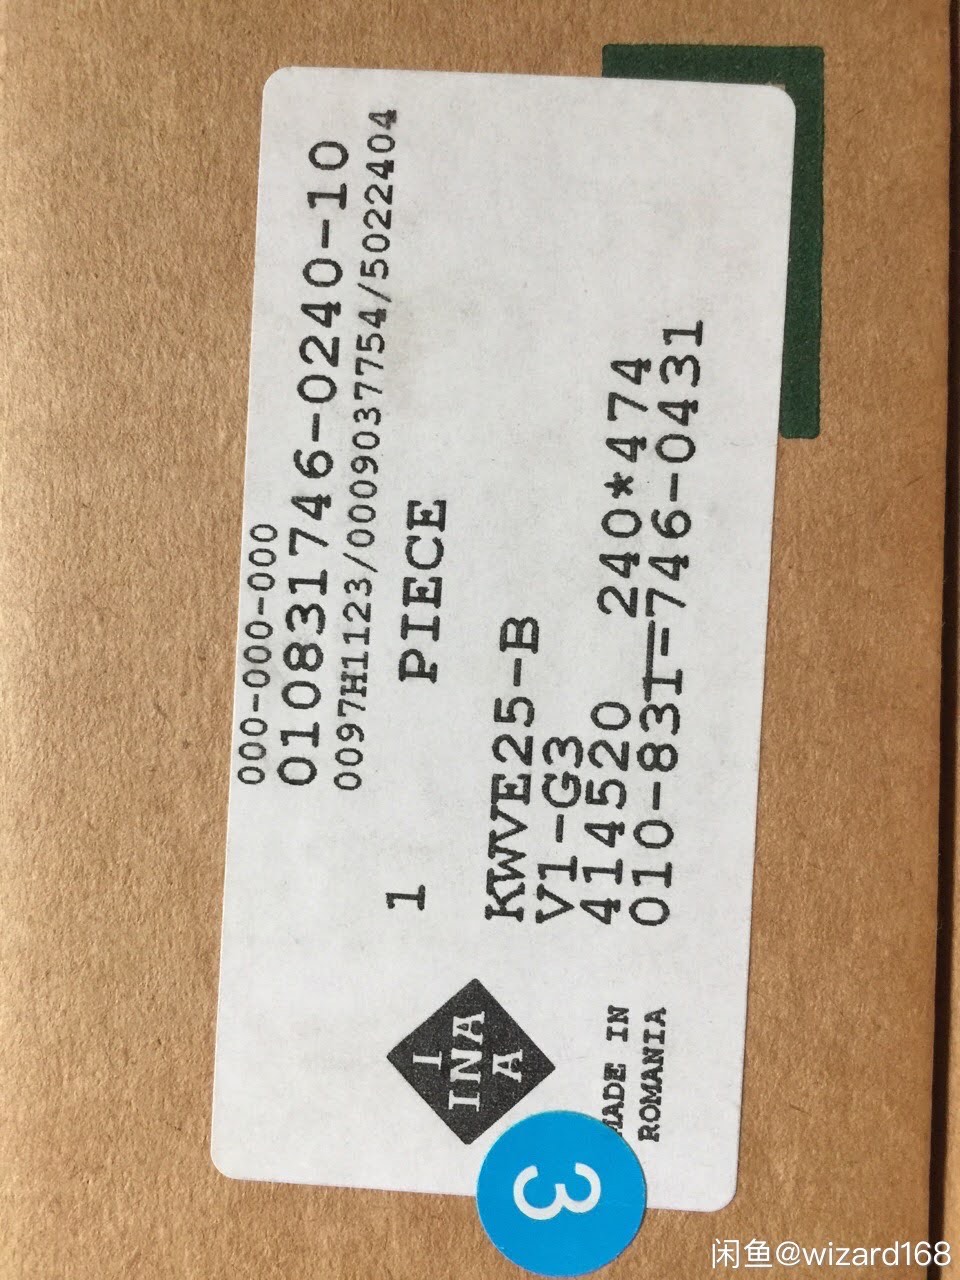 000-000-000
010831746-0240-10
0097H1123/0009037754/5022404
1 PIECE
KWVE25-B
V1-G3
414520 240*474
010-831-746-0431
I
INA
A
MADE IN
ROMANIA
3
闲鱼@wizard168